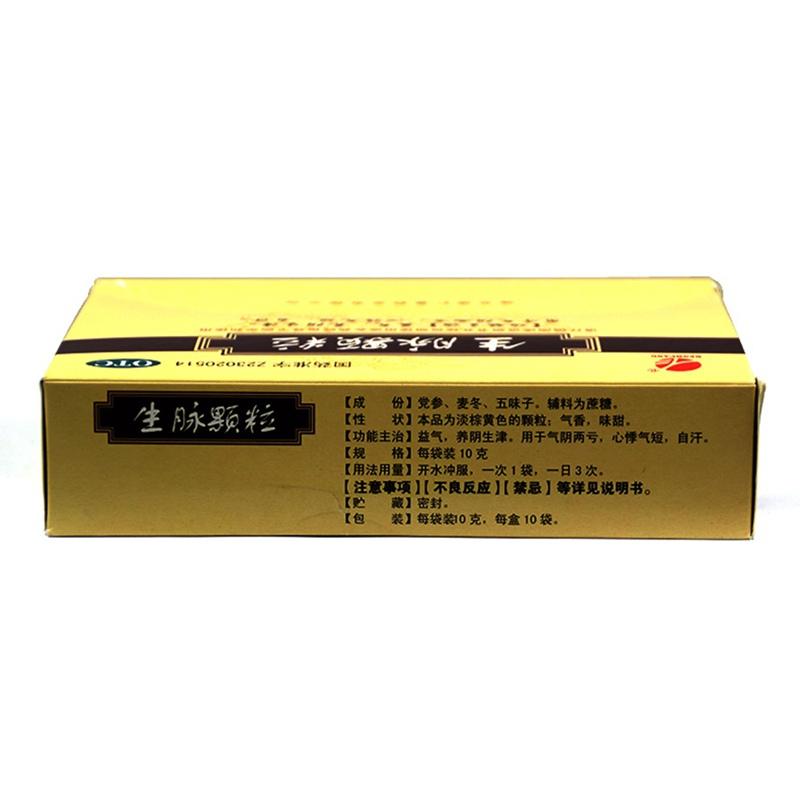 生脉颗粒
国药准字 Z23020514
OTC
生脉顆粒
【成　份】党参、麦冬、五味子。辅料为蔗糖。
【性　状】本品为淡棕黄色的颗粒；气香，味甜。
【功能主治】益气，养阴生津。用于气阴两亏，心悸气短，自汗。
【规　格】每袋装10克
【用法用量】开水冲服，一次1袋，一日3次。
【注意事项】【不良反应】【禁忌】等详见说明书。
【贮　藏】密封。
【包　装】每袋装10克，每盒10袋。